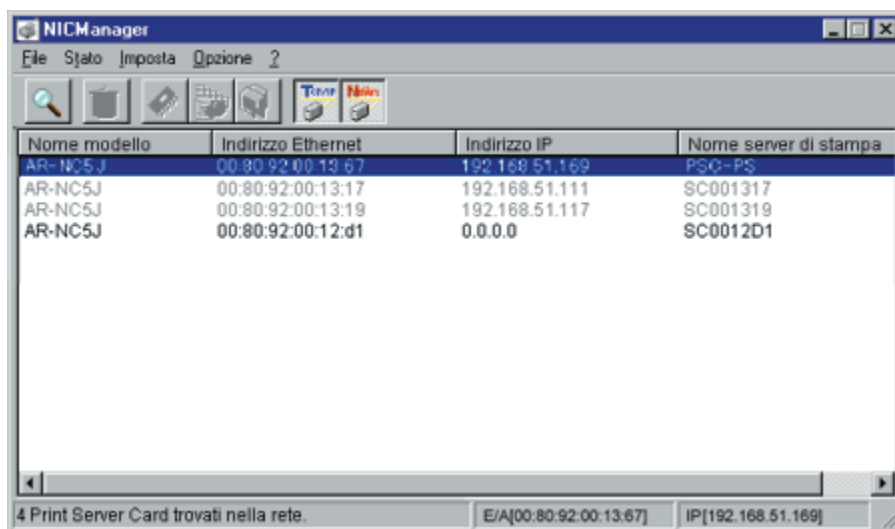 NICManager
File Stato Imposta Opzione ?
Toner Nibles
Nome modello Indirizzo Ethernet Indirizzo IP Nome server di stampa
AR-NC5J 00:80:92:00:13:67 192.168.51.169 PSC-PS
AR-NC5J 00:80:92:00:13:17 192.168.51.111 SC001317
AR-NC5J 00:80:92:00:13:19 192.168.51.117 SC001319
AR-NC5J 00:80:92:00:12:d1 0.0.0.0 SC0012D1
4 Print Server Card trovati nella rete. E/A[00:80:92:00:13:67] IP[192.168.51.169]